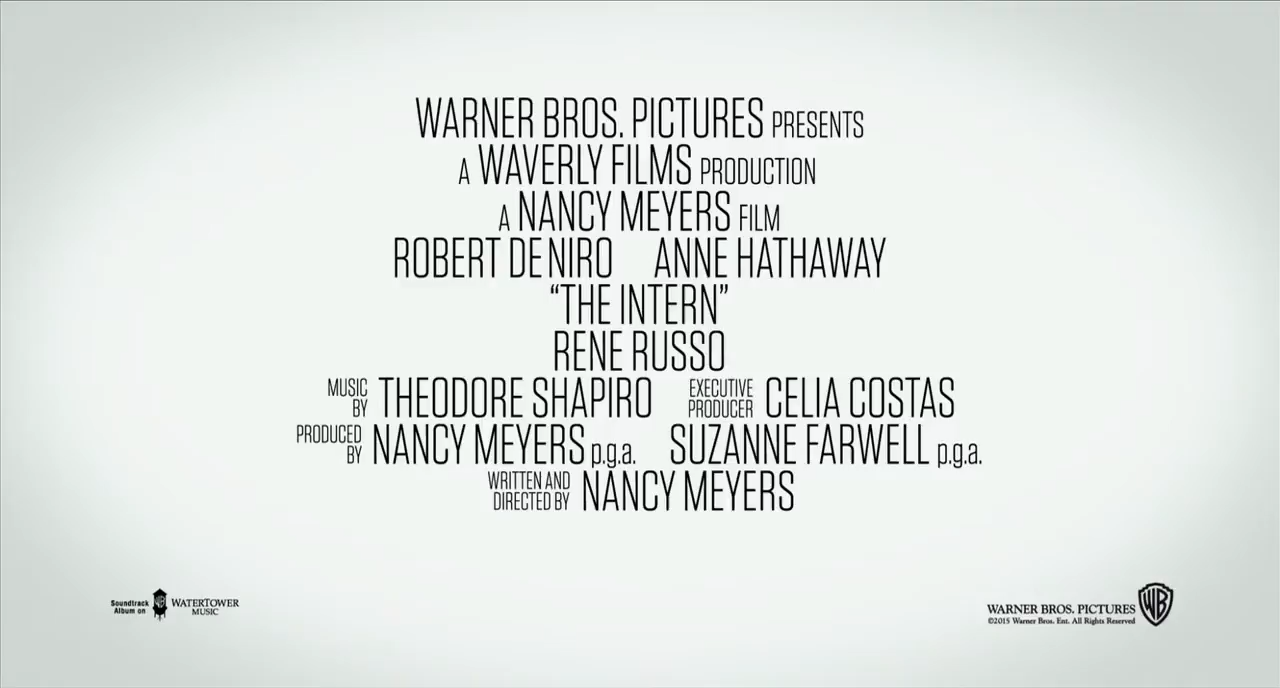 WARNER BROS. PICTURES PRESENTS
A WAVERLY FILMS PRODUCTION
A NANCY MEYERS FILM
ROBERT DE NIRO ANNE HATHAWAY
“THE INTERN”
RENE RUSSO
MUSIC BY THEODORE SHAPIRO EXECUTIVE PRODUCER CELIA COSTAS
PRODUCED BY NANCY MEYERS p.g.a. SUZANNE FARWELL p.g.a.
WRITTEN AND DIRECTED BY NANCY MEYERS
Soundtrack Album on WATERTOWER MUSIC
WARNER BROS. PICTURES WB
©2015 Warner Bros. Ent. All Rights Reserved